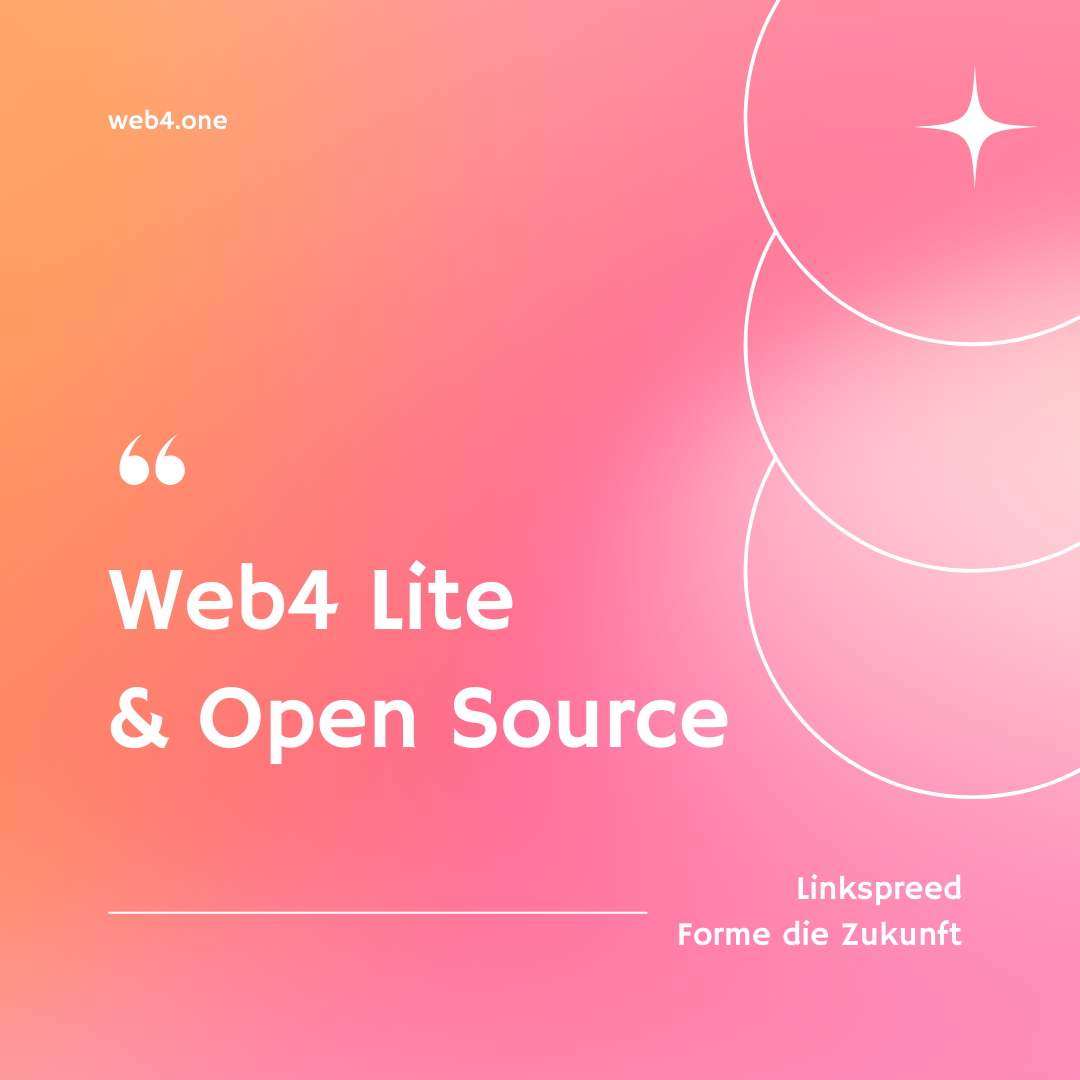 web4.one
“
Web4 Lite
& Open Source
Linkspreed
Forme die Zukunft